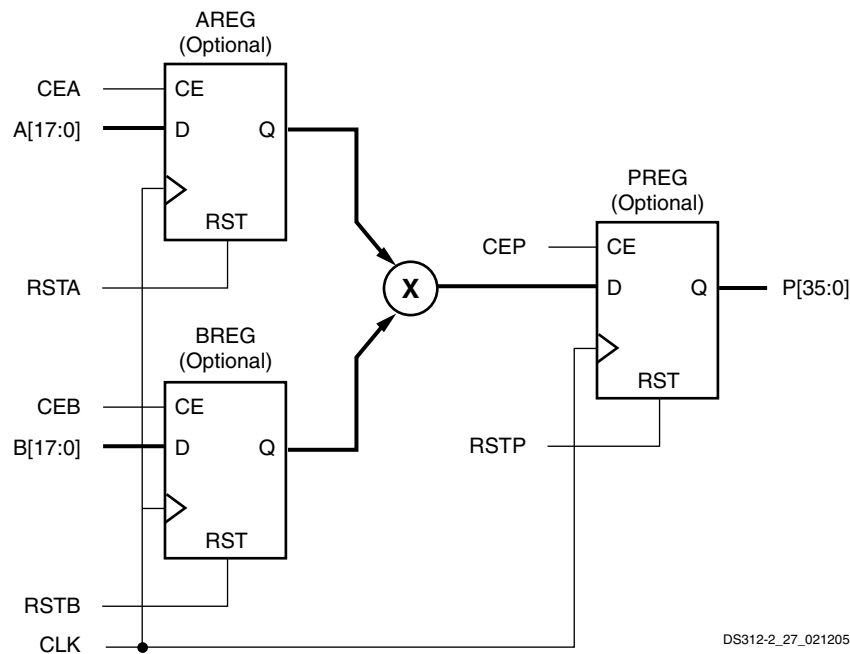 AREG
(Optional)
CEA
CE
A[17:0]
D
Q
RST
RSTA
PREG
(Optional)
CEP
CE
D
Q
P[35:0]
X
RST
RSTP
BREG
(Optional)
CEB
CE
B[17:0]
D
Q
RST
RSTB
CLK
DS312-2_27_021205